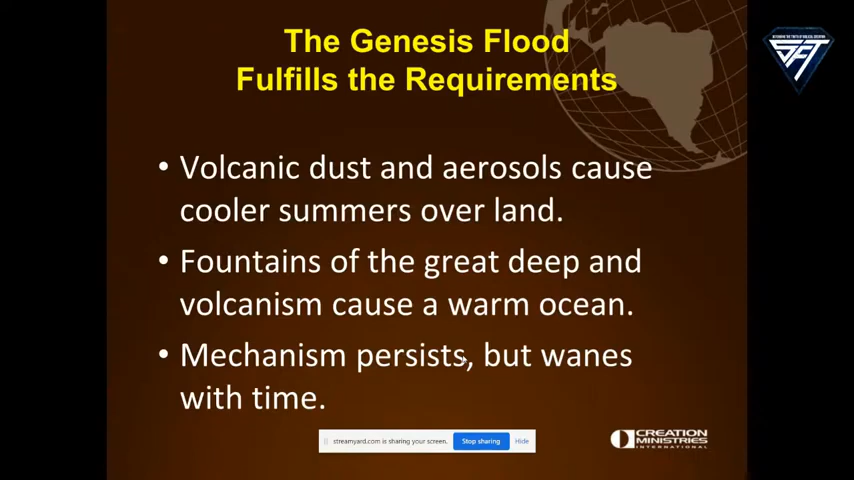 The Genesis Flood
Fulfills the Requirements
• Volcanic dust and aerosols cause
cooler summers over land.
• Fountains of the great deep and
volcanism cause a warm ocean.
• Mechanism persists, but wanes
with time.
streamyard.com is sharing your screen.
Stop sharing
Hide
CREATION
MINISTRIES
INTERNATIONAL
SFT